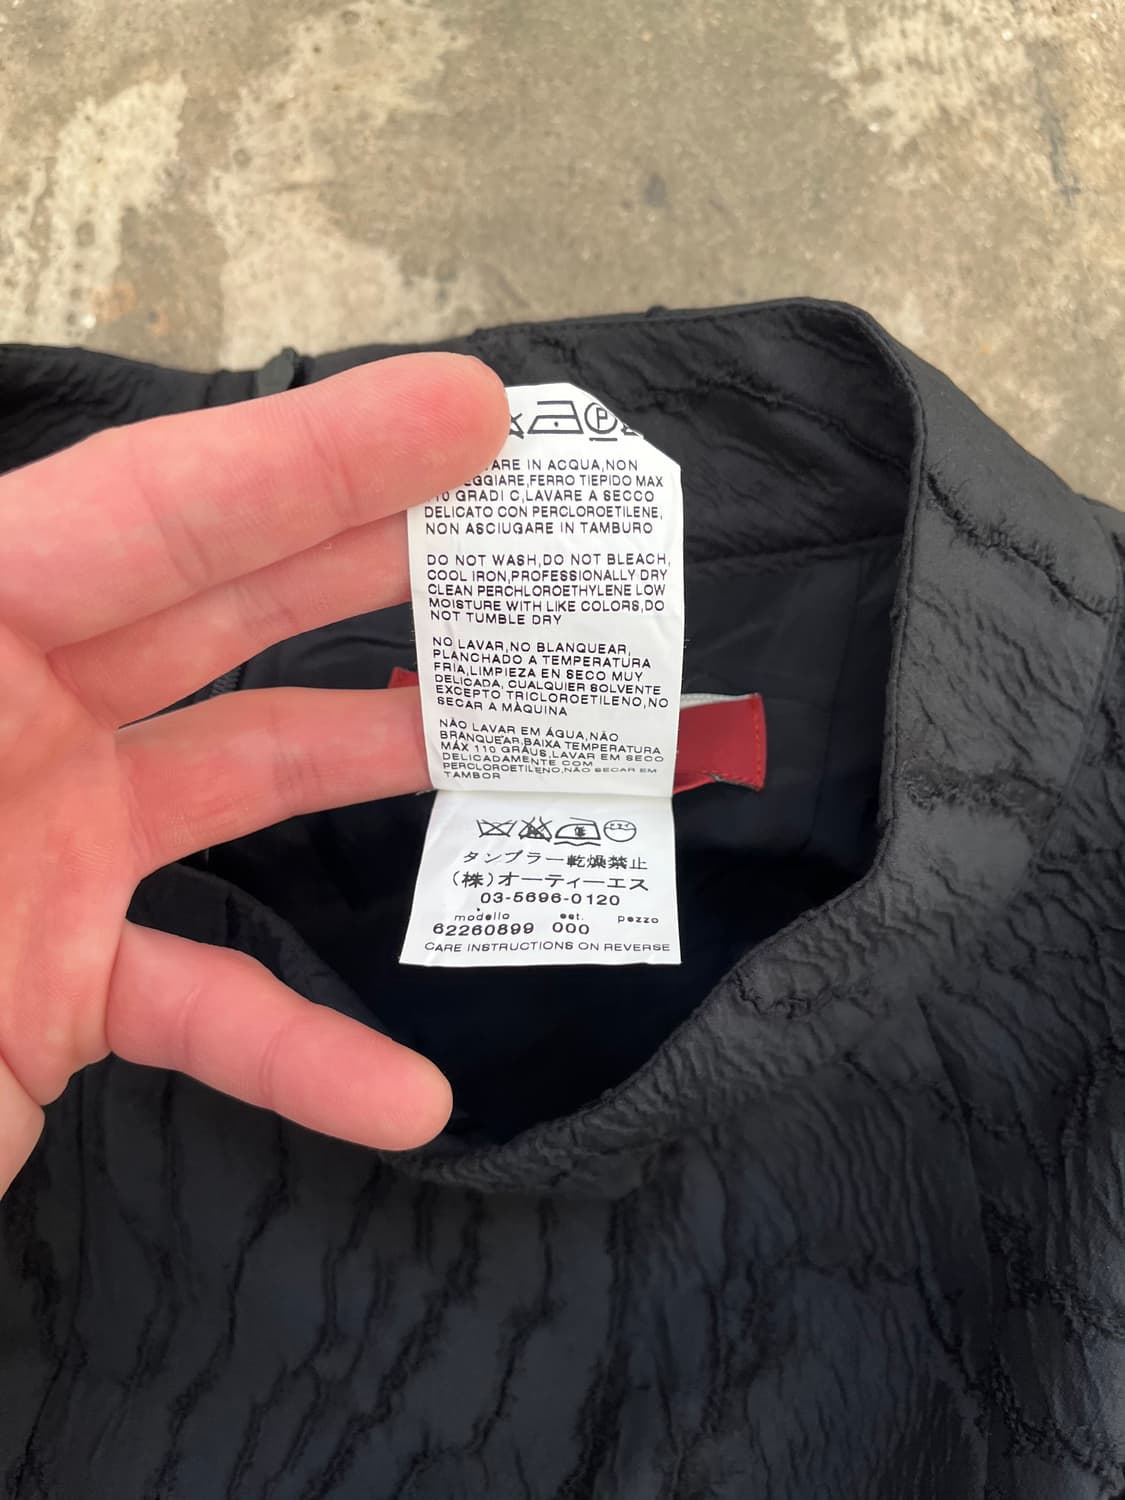 P
ARE IN ACQUA,NON
EGGIARE,FERRO TIEPIDO MAX
10 GRADI C,LAVARE A SECCO
DELICATO CON PERCLOROETILENE,
NON ASCIUGARE IN TAMBURO
DO NOT WASH,DO NOT BLEACH,
COOL IRON,PROFESSIONALLY DRY
CLEAN PERCHLOROETHYLENE LOW
MOISTURE WITH LIKE COLORS,DO
NOT TUMBLE DRY
NO LAVAR,NO BLANQUEAR,
PLANCHADO A TEMPERATURA
FRIA,LIMPIEZA EN SECO MUY
DELICADA, CUALQUIER SOLVENTE
EXCEPTO TRICLOROETILENO,NO
SECAR A MÀQUINA
NÃO LAVAR EM ÁGUA,NÃO
BRANQUEAR,BAIXA TEMPERATURA
MÁX 110 GRAUS,LAVAR EM SECO
DELICADAMENTE COM
PERCLOROETILENO,NÃO SECAR EM
TAMBOR
タンブラー乾燥禁止
(株)オーティーエス
03-5696-0120
modello est. pezzo
62260899 000
CARE INSTRUCTIONS ON REVERSE